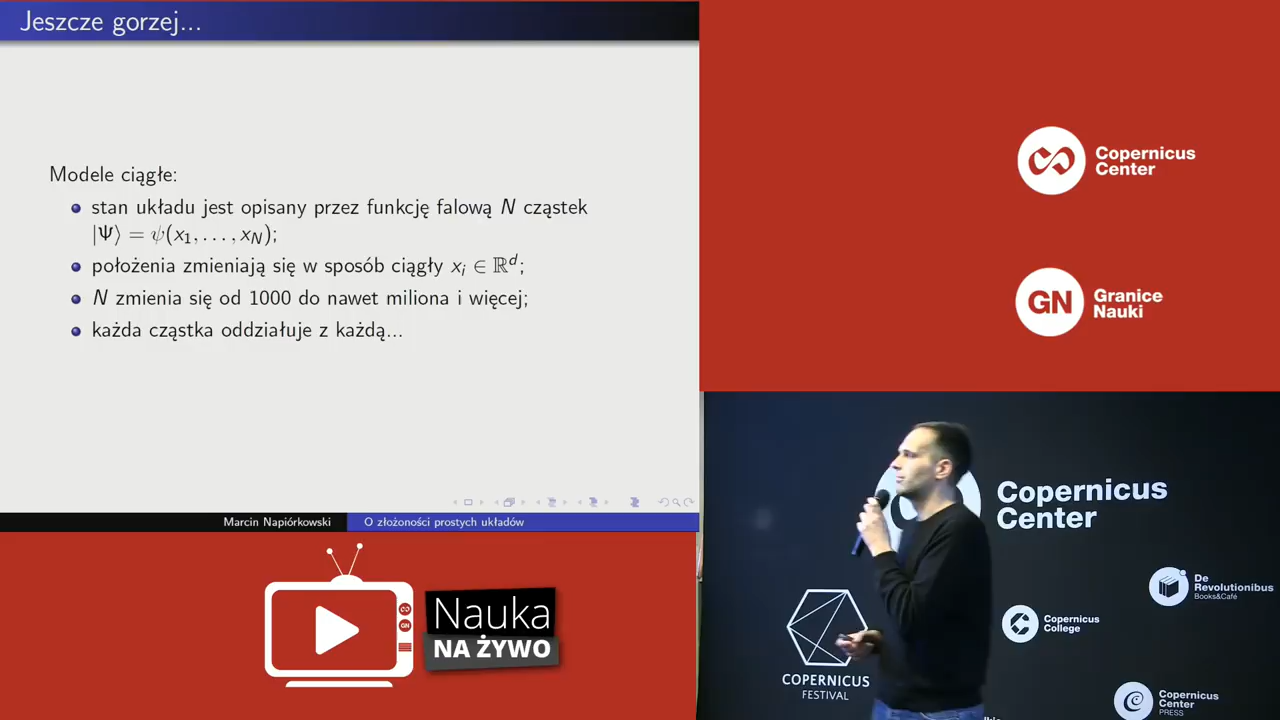 Jeszcze gorzej...
Modele ciągłe:
stan układu jest opisany przez funkcję falową N cząstek
|Ψ⟩ = ψ(x₁, . . . , x_N);
położenia zmieniają się w sposób ciągły xᵢ ∈ ℝᵈ;
N zmienia się od 1000 do nawet miliona i więcej;
każda cząstka oddziałuje z każdą...
Marcin Napiórkowski
O złożoności prostych układów
Nauka
NA ŻYWO
Copernicus
Center
GN
Granice
Nauki
Copernicus
Center
De
Revolutionibus
Books&Café
Copernicus
College
COPERNICUS
FESTIVAL
Copernicus
Center
PRESS